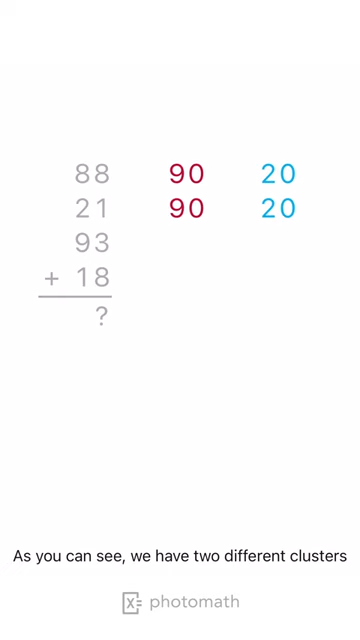 88 90 20
21 90 20
93
+ 18
?
As you can see, we have two different clusters
photomath